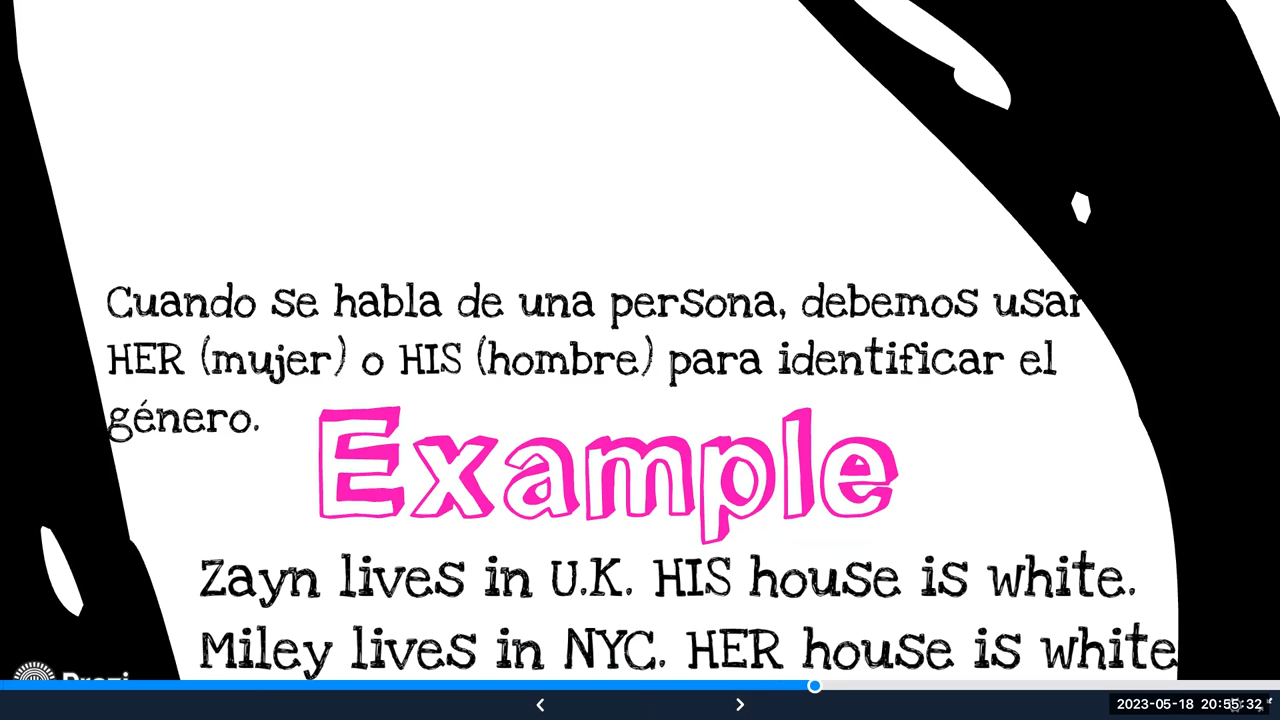 Cuando se habla de una persona, debemos usar
HER (mujer) o HIS (hombre) para identificar el
género.
Example
Zayn lives in U.K. HIS house is white.
Miley lives in NYC. HER house is white
Prezi
2023-05-18 20:55:32